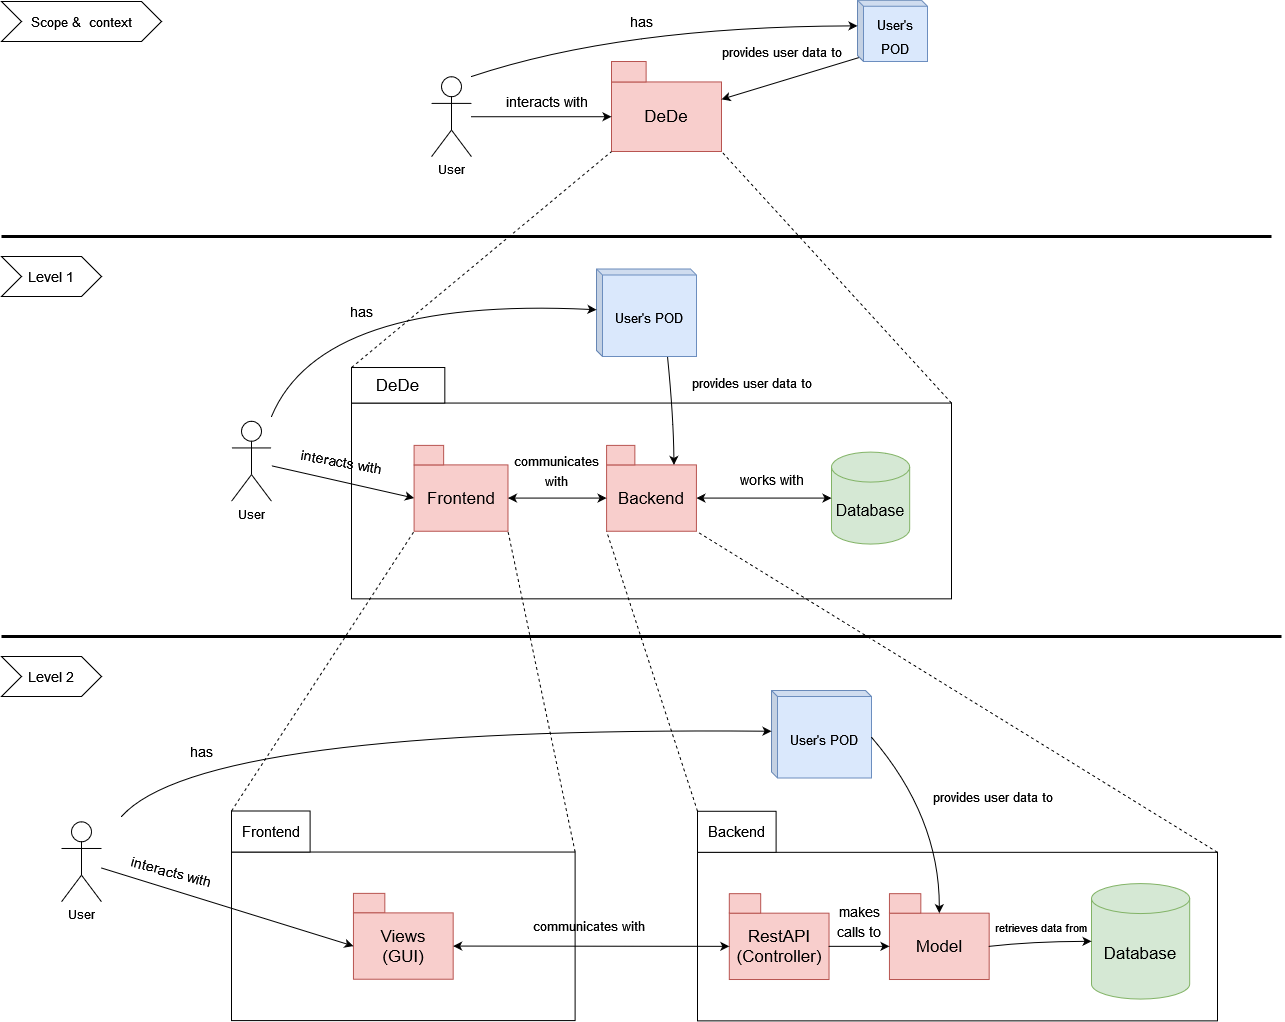 Scope & context
has
User's
POD
provides user data to
interacts with
DeDe
User
Level 1
has
User's POD
provides user data to
DeDe
interacts with
communicates
with
works with
Frontend
Backend
Database
User
Level 2
has
User's POD
provides user data to
Frontend
Backend
interacts with
User
Views
(GUI)
communicates with
RestAPI
(Controller)
makes
calls to
Model
retrieves data from
Database